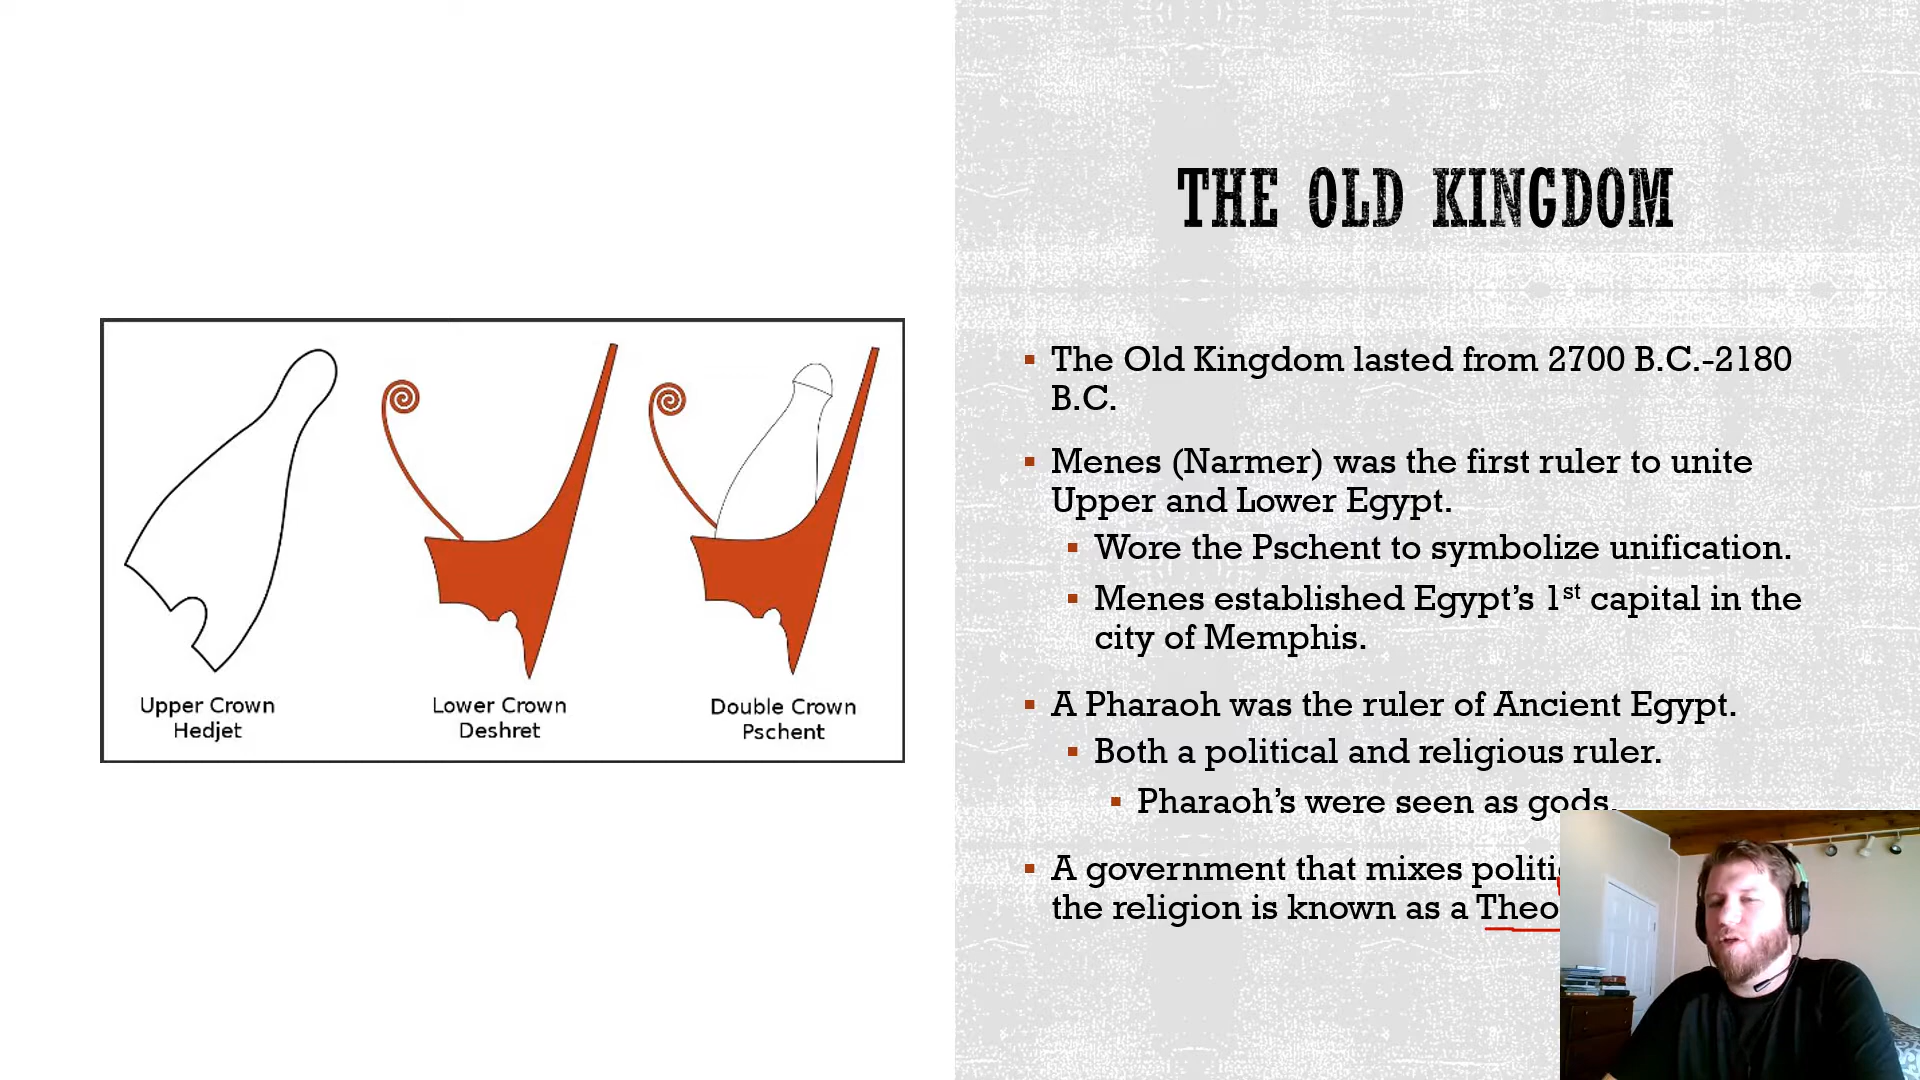 THE OLD KINGDOM
The Old Kingdom lasted from 2700 B.C.-2180
B.C.
Menes (Narmer) was the first ruler to unite
Upper and Lower Egypt.
Wore the Pschent to symbolize unification.
Menes established Egypt's 1st capital in the
city of Memphis.
A Pharaoh was the ruler of Ancient Egypt.
Both a political and religious ruler.
Pharaoh's were seen as gods.
A government that mixes
the religion is known as a
Upper Crown
Hedjet
Lower Crown
Deshret
Double Crown
Pschent